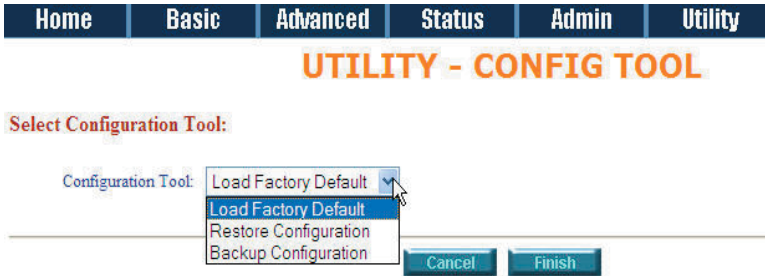 Home Basic Advanced Status Admin Utility
UTILITY - CONFIG TOOL
Select Configuration Tool:
Configuration Tool: Load Factory Default
Load Factory Default
Restore Configuration
Backup Configuration
Cancel Finish